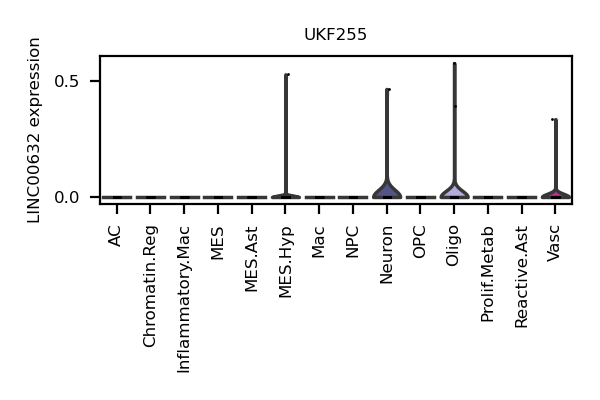 UKF255
LINC00632 expression
0.5
0.0
AC
Chromatin.Reg
Inflammatory.Mac
MES
MES.Ast
MES.Hyp
Mac
NPC
Neuron
OPC
Oligo
Prolif.Metab
Reactive.Ast
Vasc